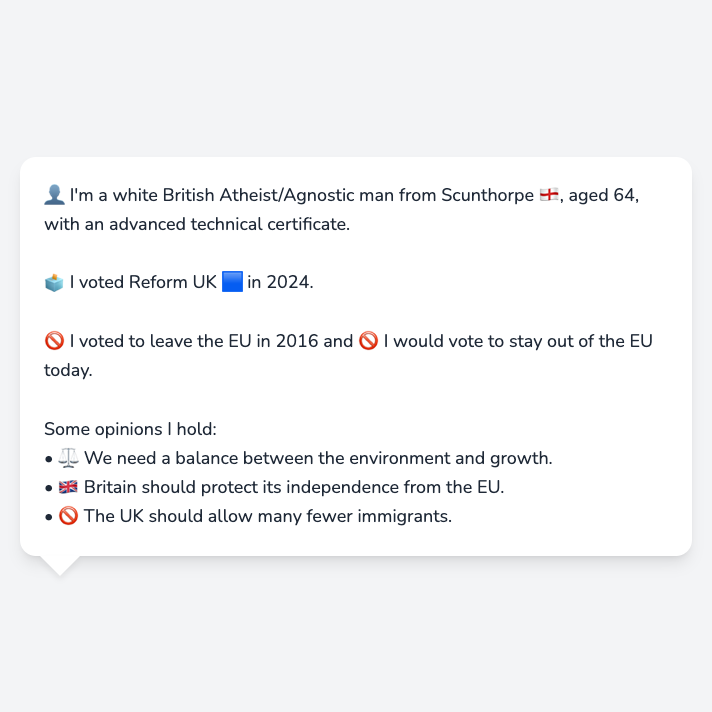 👤 I'm a white British Atheist/Agnostic man from Scunthorpe 🏴󠁧󠁢󠁥󠁮󠁧󠁿, aged 64,
with an advanced technical certificate.
🗳️ I voted Reform UK 🟦 in 2024.
🚫 I voted to leave the EU in 2016 and 🚫 I would vote to stay out of the EU
today.
Some opinions I hold:
• ⚖️ We need a balance between the environment and growth.
• 🇬🇧 Britain should protect its independence from the EU.
• 🚫 The UK should allow many fewer immigrants.